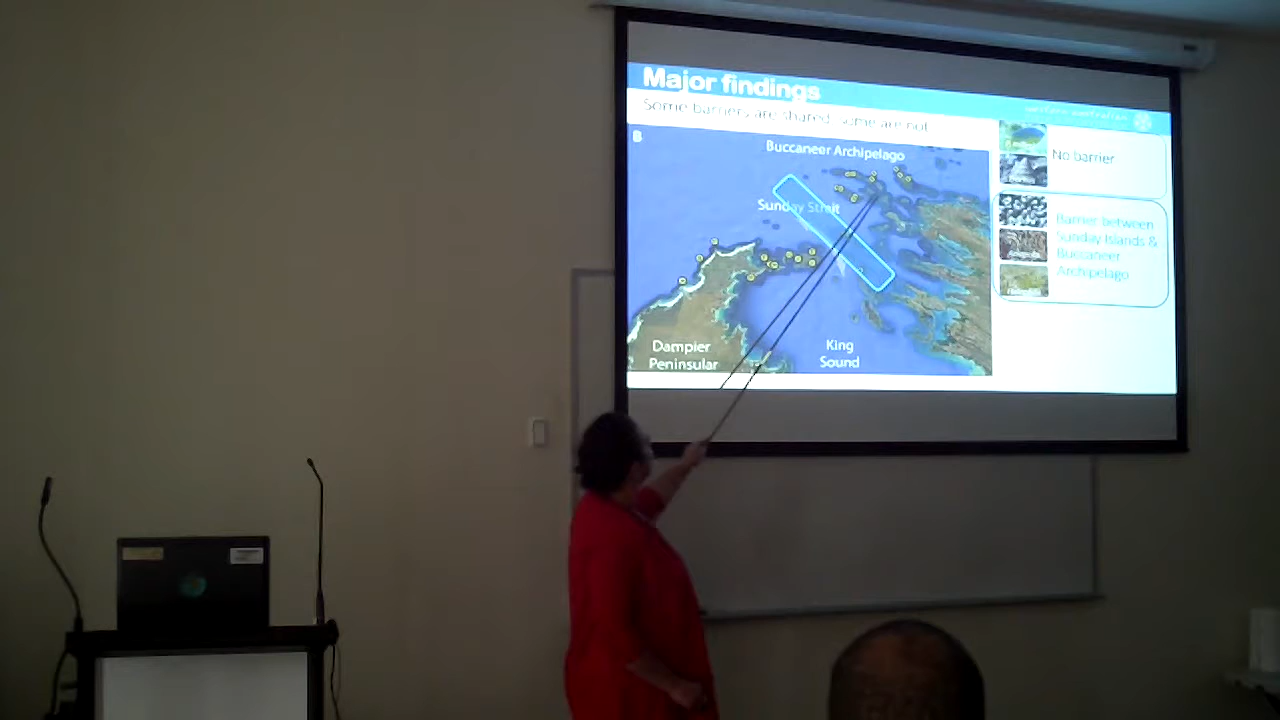 Major findings
Some barriers are shared, some are not
B
Buccaneer Archipelago
Sunday Strait
Dampier
Peninsular
King
Sound
No barrier
Barrier between
Sunday Islands &
Buccaneer
Archipelago